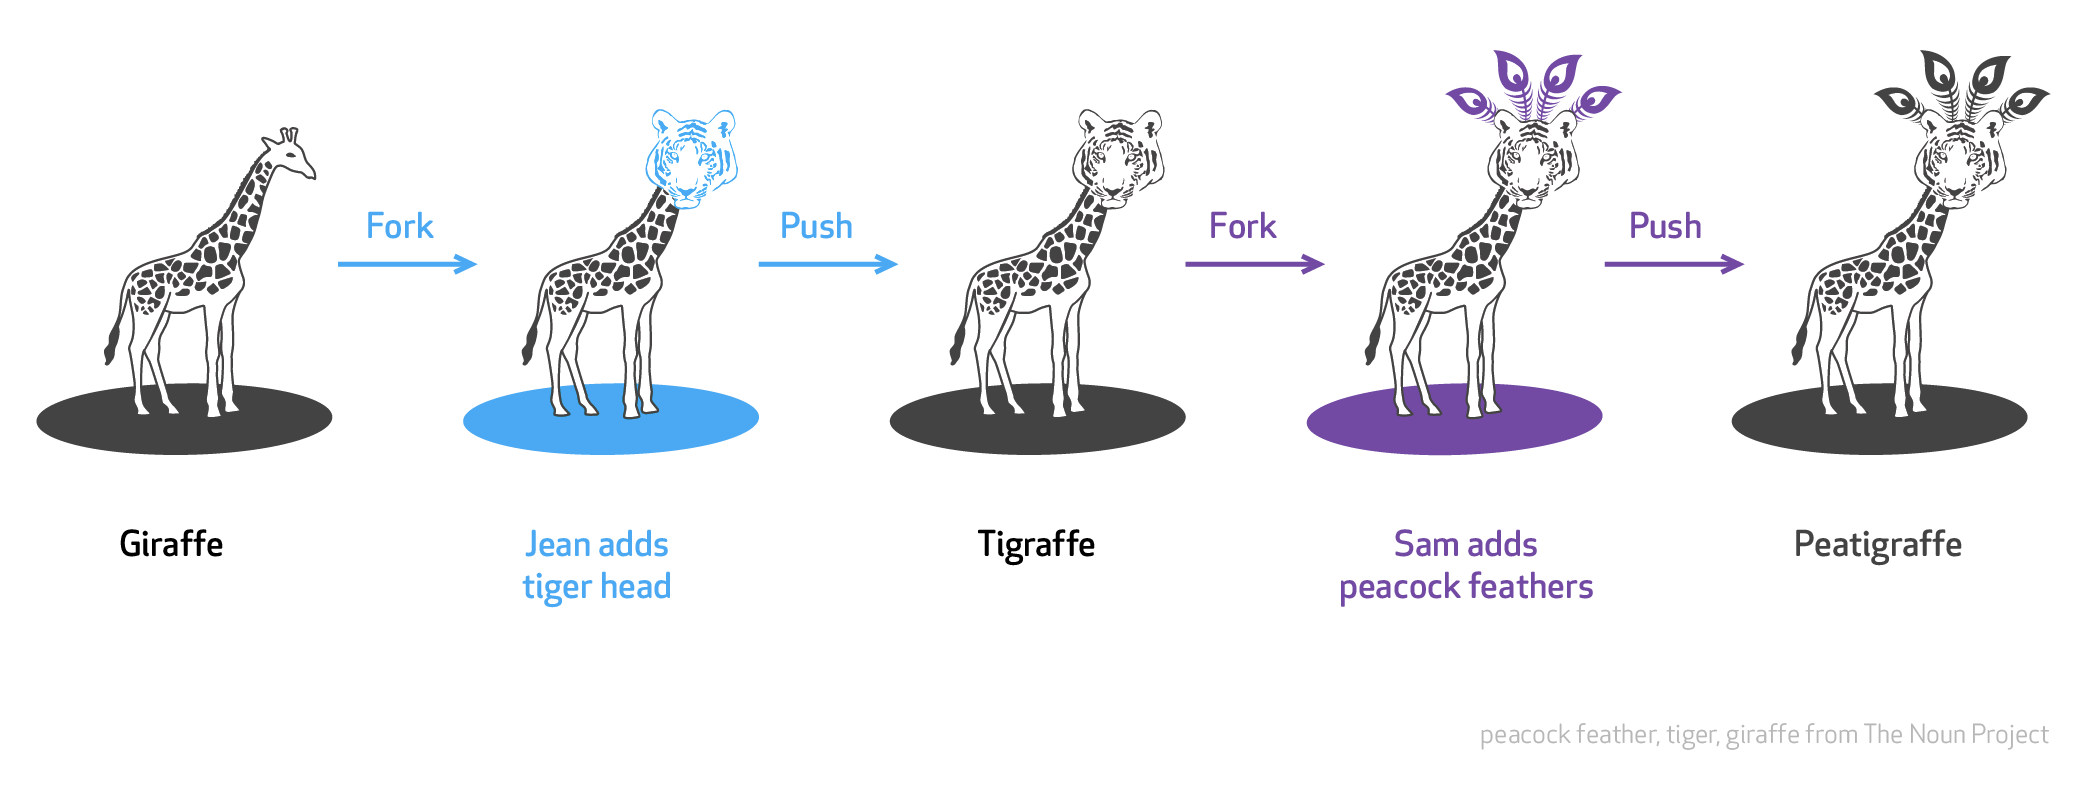 Fork
Push
Fork
Push
Giraffe
Jean adds
tiger head
Tigraffe
Sam adds
peacock feathers
Peatigraffe
peacock feather, tiger, giraffe from The Noun Project